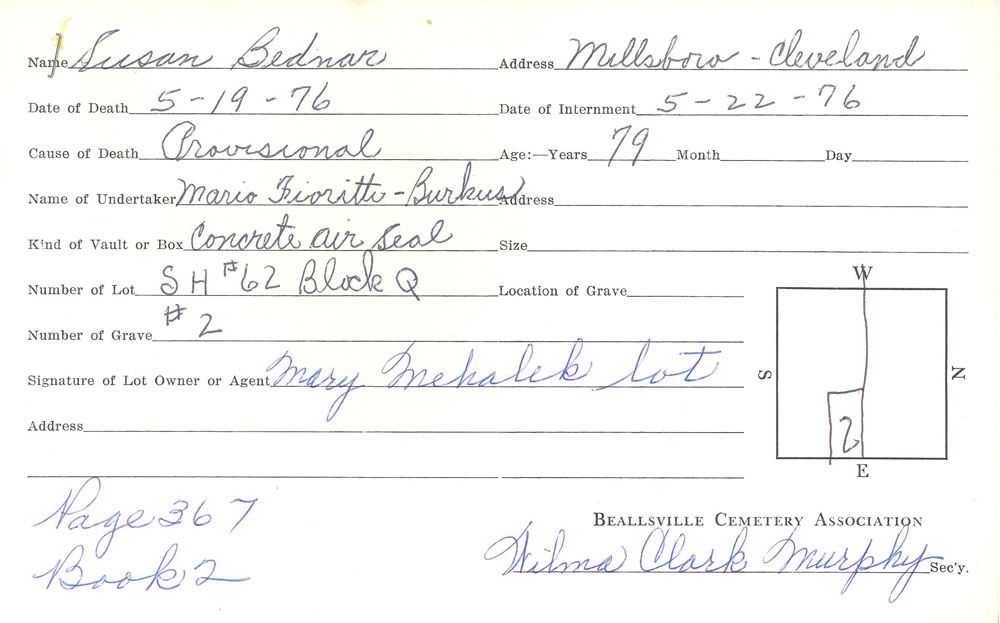 Name Susan Bednar Address Millsboro - Cleveland
Date of Death 5-19-76 Date of Internment 5-22-76
Cause of Death Provisional Age:—Years 79 Month Day
Name of Undertaker Mario Fioritti-Burkus Address
Kind of Vault or Box Concrete air seal Size
Number of Lot SH #62 Block Q Location of Grave
Number of Grave #2
Signature of Lot Owner or Agent Mary Mehalek lot
Address
W
S
N
2
E
Page 367
Book 2
BEALLSVILLE CEMETERY ASSOCIATION
Wilma Clark Murphy Sec'y.